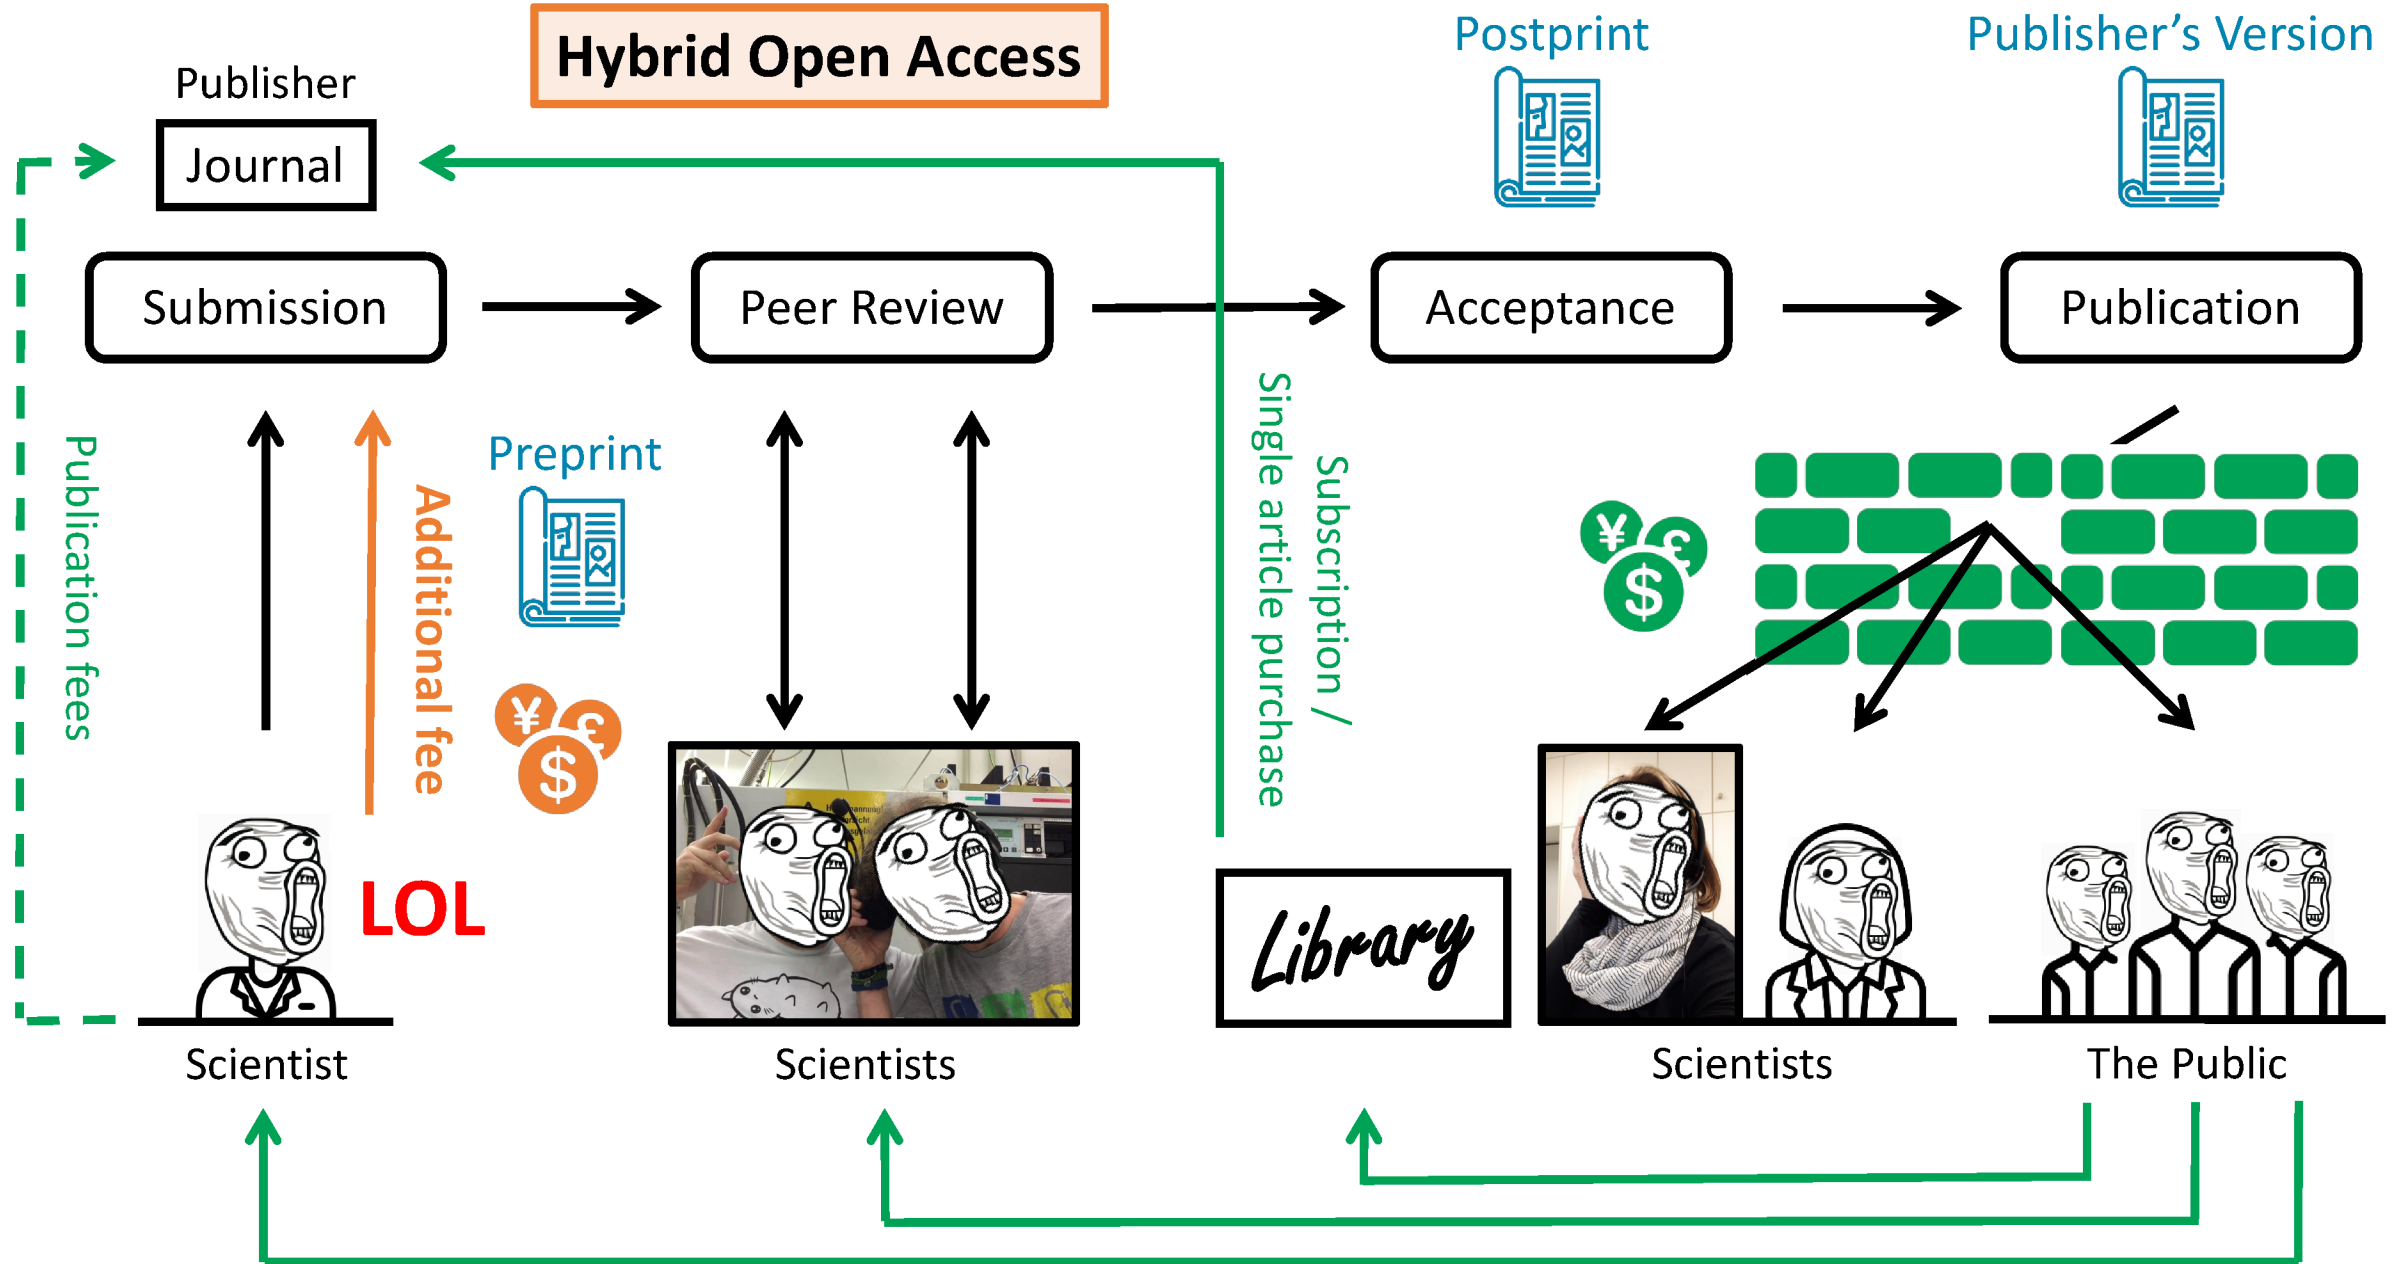 Hybrid Open Access
Postprint
Publisher's Version
Publisher
Journal
Submission
Peer Review
Acceptance
Publication
Publication fees
Additional fee
Preprint
Subscription /
Single article purchase
¥ £ $
¥ £ $
LOL
Library
Scientist
Scientists
Scientists
The Public